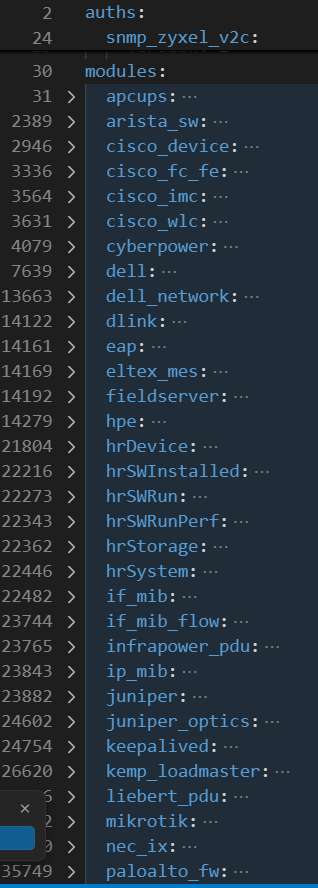 2 auths:
24 snmp_zyxel_v2c:
30 modules:
31 > apcups: ···
2389 > arista_sw: ···
2946 > cisco_device: ···
3336 > cisco_fc_fe: ···
3564 > cisco_imc: ···
3631 > cisco_wlc: ···
4079 > cyberpower: ···
7639 > dell: ···
13663 > dell_network: ···
14122 > dlink: ···
14161 > eap: ···
14169 > eltex_mes: ···
14192 > fieldserver: ···
14279 > hpe: ···
21804 > hrDevice: ···
22216 > hrSWInstalled: ···
22273 > hrSWRun: ···
22343 > hrSWRunPerf: ···
22362 > hrStorage: ···
22446 > hrSystem: ···
22482 > if_mib: ···
23744 > if_mib_flow: ···
23765 > infrapower_pdu: ···
23843 > ip_mib: ···
23882 > juniper: ···
24602 > juniper_optics: ···
24754 > keepalived: ···
26620 > kemp_loadmaster: ···
> liebert_pdu: ···
> mikrotik: ···
> nec_ix: ···
35749 > paloalto_fw: ···